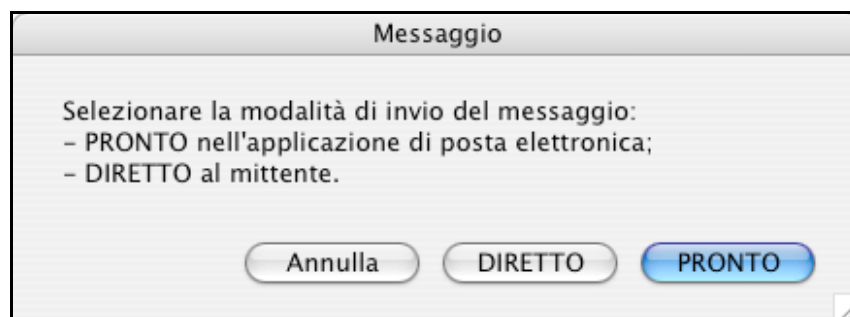 Messaggio
Selezionare la modalità di invio del messaggio:
– PRONTO nell'applicazione di posta elettronica;
– DIRETTO al mittente.
Annulla DIRETTO PRONTO